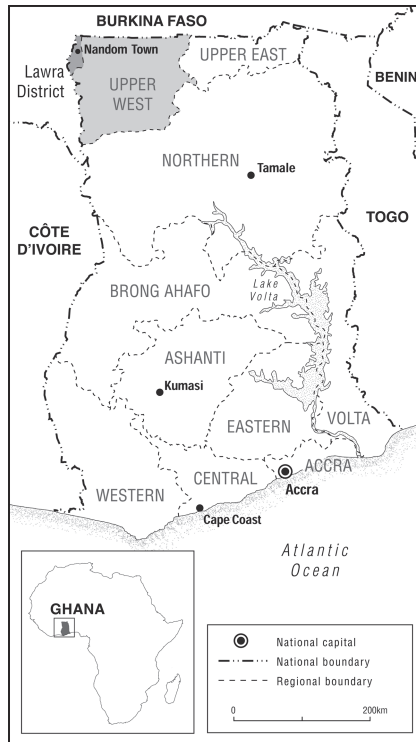 BURKINA FASO
Nandom Town
Lawra
District
UPPER EAST
UPPER
WEST
BENIN
NORTHERN
Tamale
CÔTE
D'IVOIRE
TOGO
BRONG AHAFO
Lake
Volta
ASHANTI
Kumasi
EASTERN
VOLTA
CENTRAL
ACCRA
Accra
WESTERN
Cape Coast
Atlantic
Ocean
GHANA
National capital
National boundary
Regional boundary
0 200km